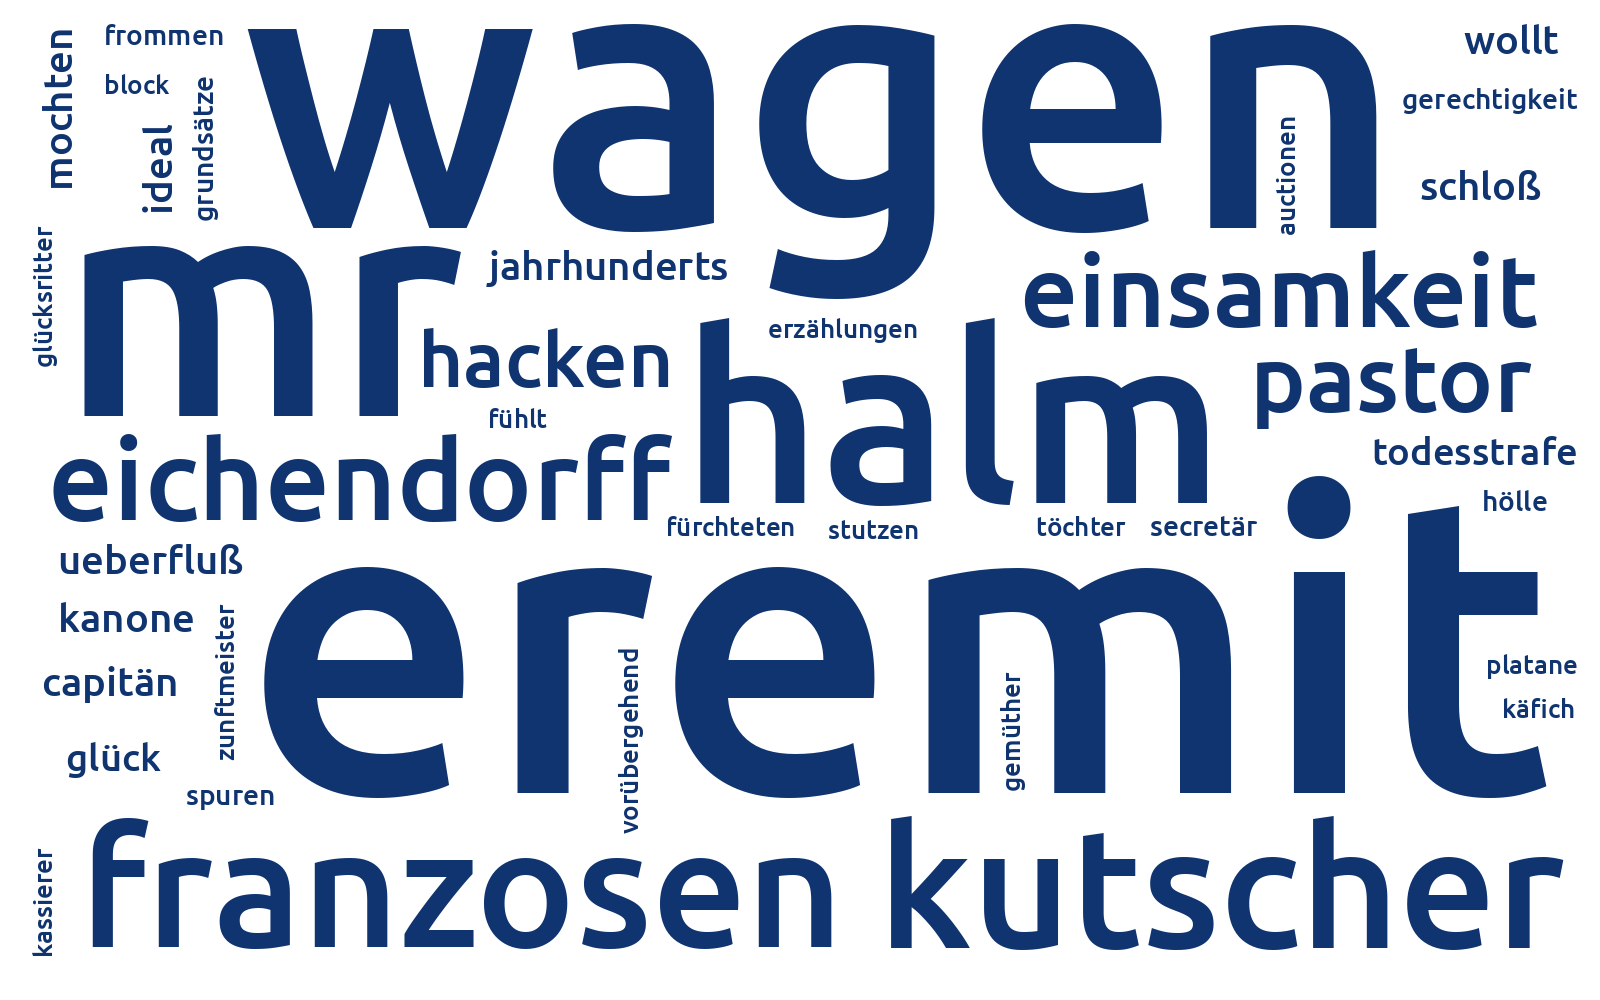 wagen
frommen
mochten
block
ideal
grundsätze
wollt
gerechtigkeit
auctionen
schloß
mr
glücksritter
jahrhunderts
einsamkeit
erzählungen
hacken
halm
pastor
fühlt
eichendorff
todesstrafe
hölle
fürchteten
stutzen
töchter
secretär
eremit
ueberfluß
kanone
zunftmeister
capitän
vorübergehend
gemüther
platane
käfich
glück
spuren
kassierer
franzosen
kutscher